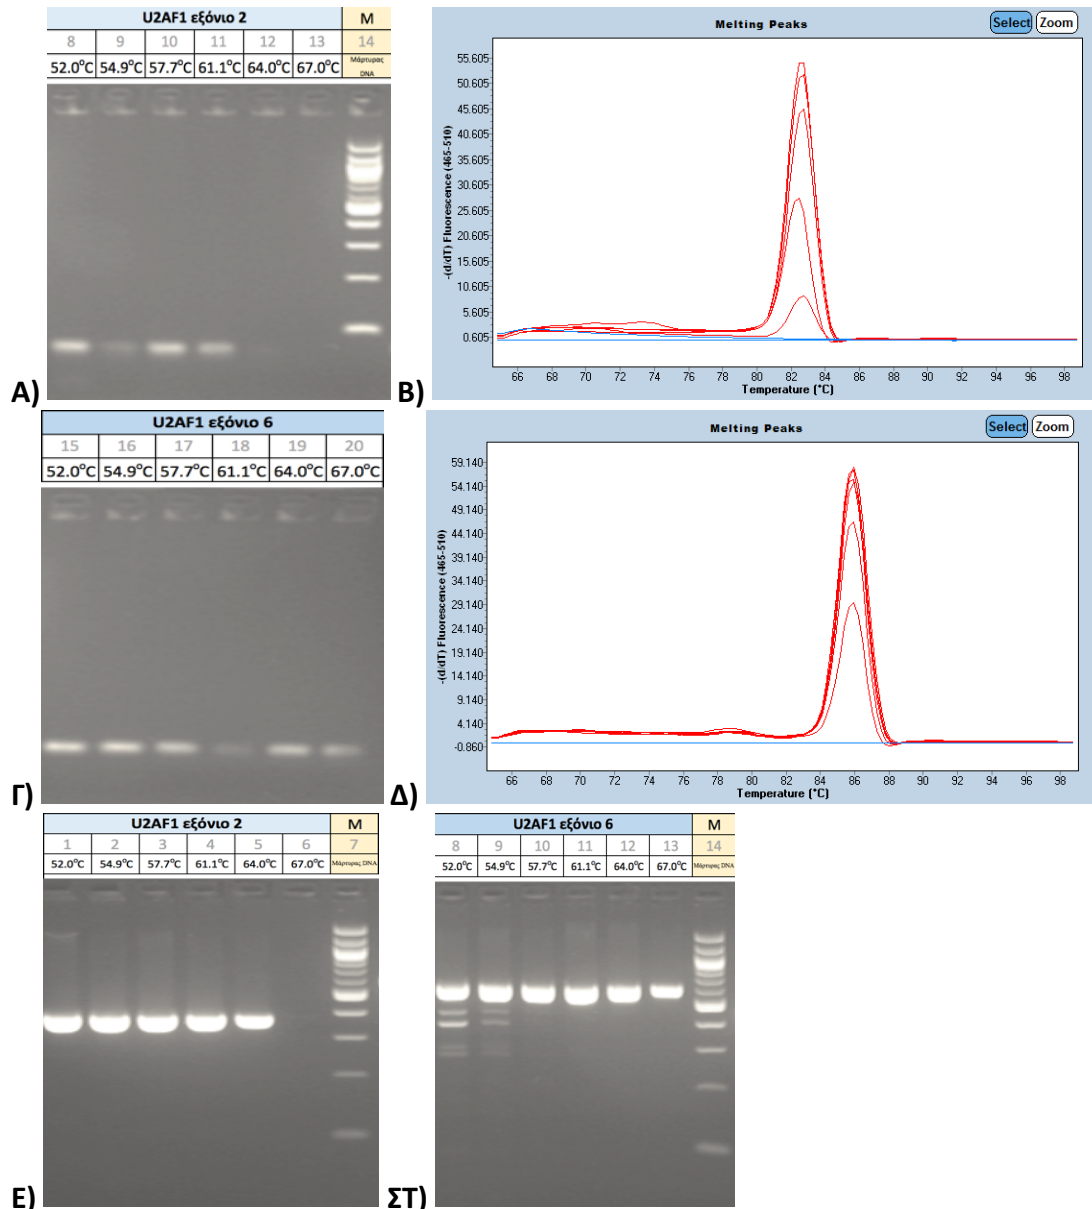 U2AF1 εξόνιο 2 M
8 9 10 11 12 13 14
52.0°C 54.9°C 57.7°C 61.1°C 64.0°C 67.0°C Μάρτυρας DNA
Α)
Melting Peaks
Select Zoom
-(d/dT) Fluorescence (465-510)
55.605
50.605
45.605
40.605
35.605
30.605
25.605
20.605
15.605
10.605
5.605
0.605
66 68 70 72 74 76 78 80 82 84 86 88 90 92 94 96 98
Temperature (°C)
Β)
U2AF1 εξόνιο 6
15 16 17 18 19 20
52.0°C 54.9°C 57.7°C 61.1°C 64.0°C 67.0°C
Γ)
Melting Peaks
Select Zoom
-(d/dT) Fluorescence (465-510)
59.140
54.140
49.140
44.140
39.140
34.140
29.140
24.140
19.140
14.140
9.140
4.140
-0.860
66 68 70 72 74 76 78 80 82 84 86 88 90 92 94 96 98
Temperature (°C)
Δ)
U2AF1 εξόνιο 2 M
1 2 3 4 5 6 7
52.0°C 54.9°C 57.7°C 61.1°C 64.0°C 67.0°C Μάρτυρας DNA
Ε)
U2AF1 εξόνιο 6 M
8 9 10 11 12 13 14
52.0°C 54.9°C 57.7°C 61.1°C 64.0°C 67.0°C Μάρτυρας DNA
ΣΤ)